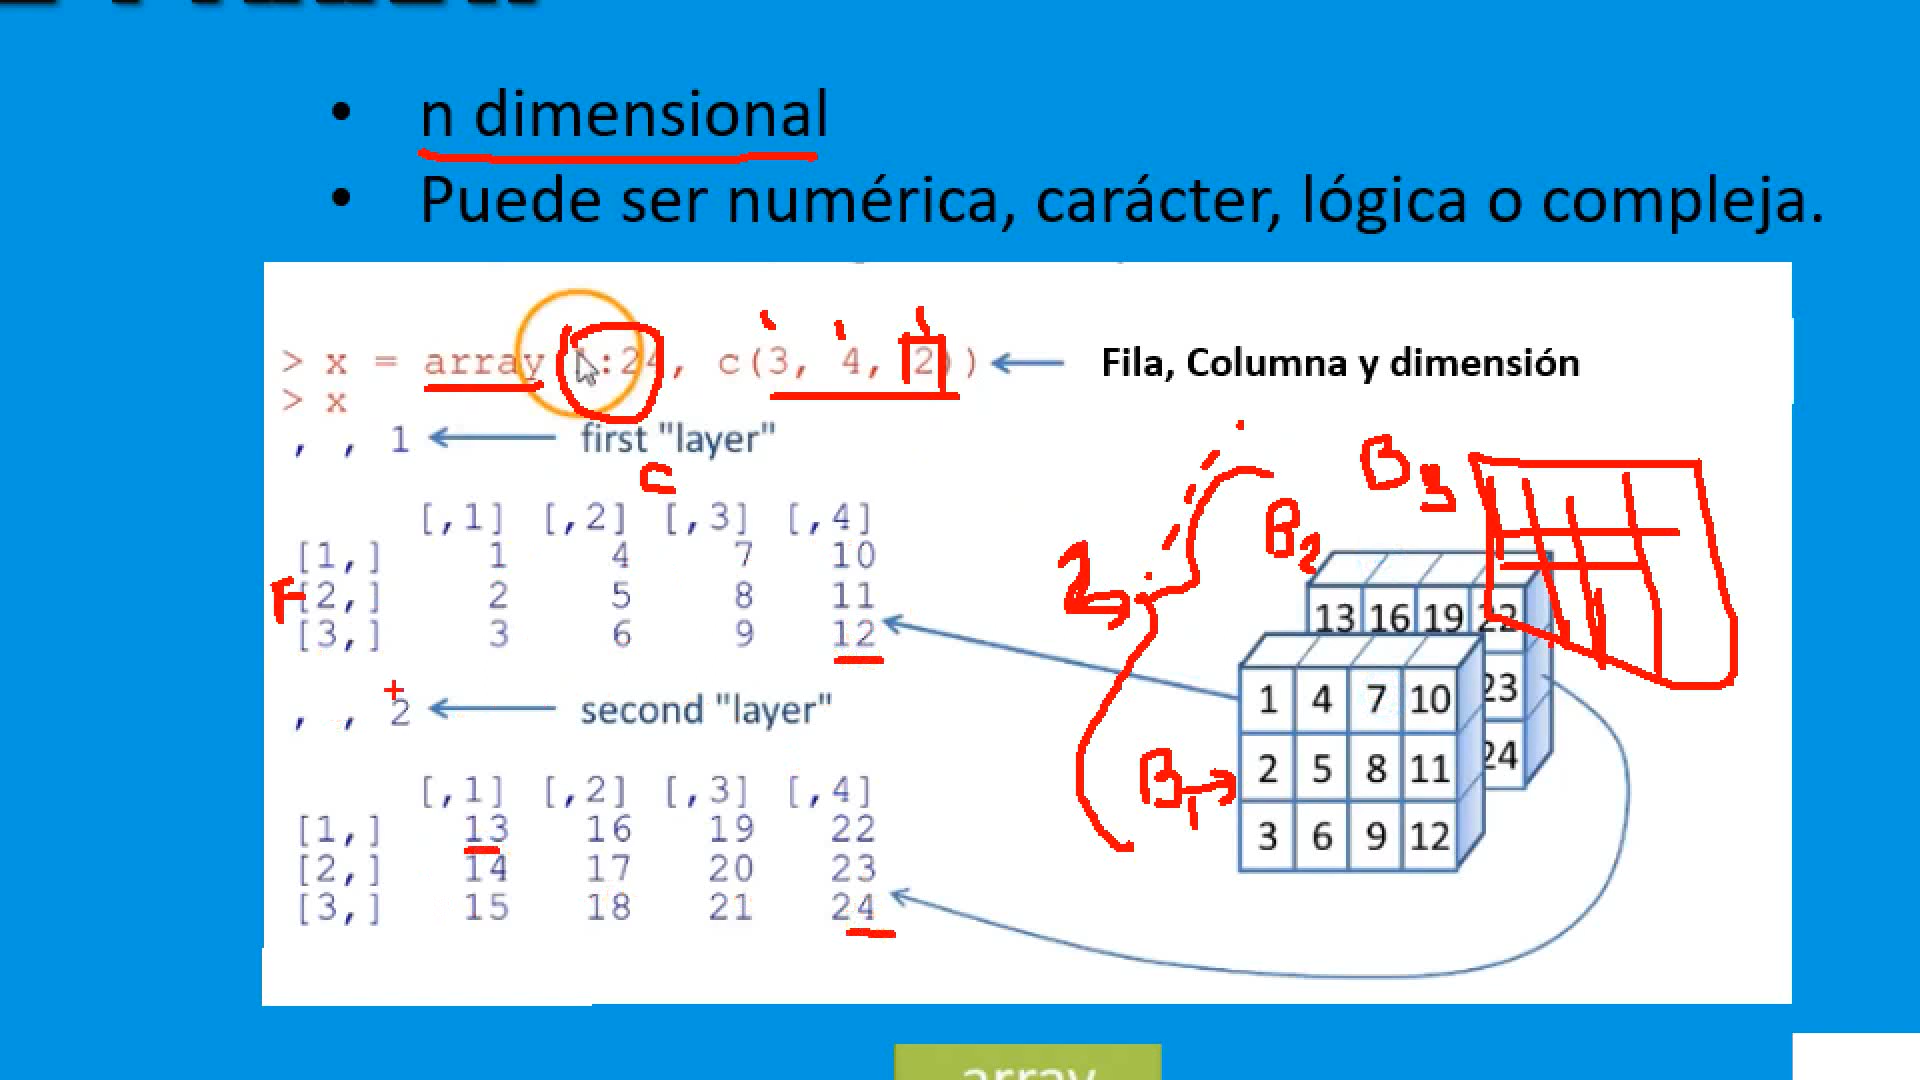 • n dimensional
• Puede ser numérica, carácter, lógica o compleja.
> x = array(1:24, c(3, 4, 2)) Fila, Columna y dimensión
> x
, , 1 first "layer"
C
[,1] [,2] [,3] [,4]
[1,] 1 4 7 10
F [2,] 2 5 8 11
[3,] 3 6 9 12
, , 2 second "layer"
[,1] [,2] [,3] [,4]
[1,] 13 16 19 22
[2,] 14 17 20 23
[3,] 15 18 21 24
B3
B2
2
13 16 19 22
23
24
B1
1 4 7 10
2 5 8 11
3 6 9 12
array